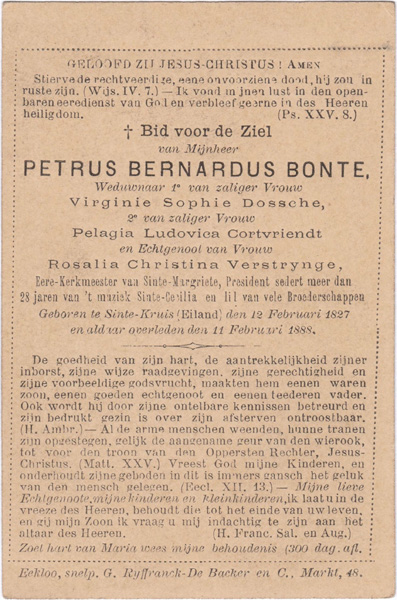 GELOOFD ZIJ JESUS-CHRISTUS! AMEN
Stierve de rechtveerdige, eene onvoorziene dood, hij zou in
ruste zijn. (Wijs. IV. 7.) — Ik vond mijnen lust in den open-
baren eeredienst van God en verbleef geerne in des Heeren
heiligdom. (Ps. XXV. 8.)
† Bid voor de Ziel
van Mijnheer
PETRUS BERNARDUS BONTE,
Weduwnaar 1e van zaliger Vrouw
Virginie Sophie Dossche,
2e van zaliger Vrouw
Pelagia Ludovica Cortvriendt
en Echtgenoot van Vrouw
Rosalia Christina Verstrynge,
Eere-Kerkmeester van Sinte-Margriete, President sedert meer dan
28 jaren van 't muziek Sinte-Cecilia en lil van vele Broederschappen
Geboren te Sinte-Kruis (Eiland) den 12 Februari 1827
en aldaar overleden den 11 Februari 1888.
De goedheid van zijn hart, de aantrekkelijkheid zijner
inborst, zijne wijze raadgevingen, zijne gerechtigheid en
zijne voorbeeldige godsvrucht, maakten hem eenen waren
zoon, eenen goeden echtgenoot en eenen teederen vader.
Ook wordt hij door zijne ontelbare kennissen betreurd en
zijn bedrukt gezin is over zijn afsterven ontroostbaar.
(H. Ambr.) — Al de arme menschen weenden, hunne tranen
zijn opgestegen, gelijk de aangename geur van den wierook,
tot voor den troon van den Oppersten Rechter, Jesus-
Christus. (Matt. XXV.) Vreest God mijne Kinderen, en
onderhoudt zijne geboden in dit is immers gansch het geluk
van den mensch gelegen. (Eccl. XII, 13.) — Mijne lieve
Echtgenoote, mijne kinderen en kleinkinderen, ik laat u in de
vreeze des Heeren, behoudt die tot het einde van uw leven,
en gij mijn Zoon ik vraag u mij indachtig te zijn aan het
altaar des Heeren. (H. Franc. Sal. en Aug.)
Zoet hart van Maria wees mijne behoudenis (300 dag. afl.
Eekloo, snelp. G. Ryffranck-De Backer en C., Markt, 48.